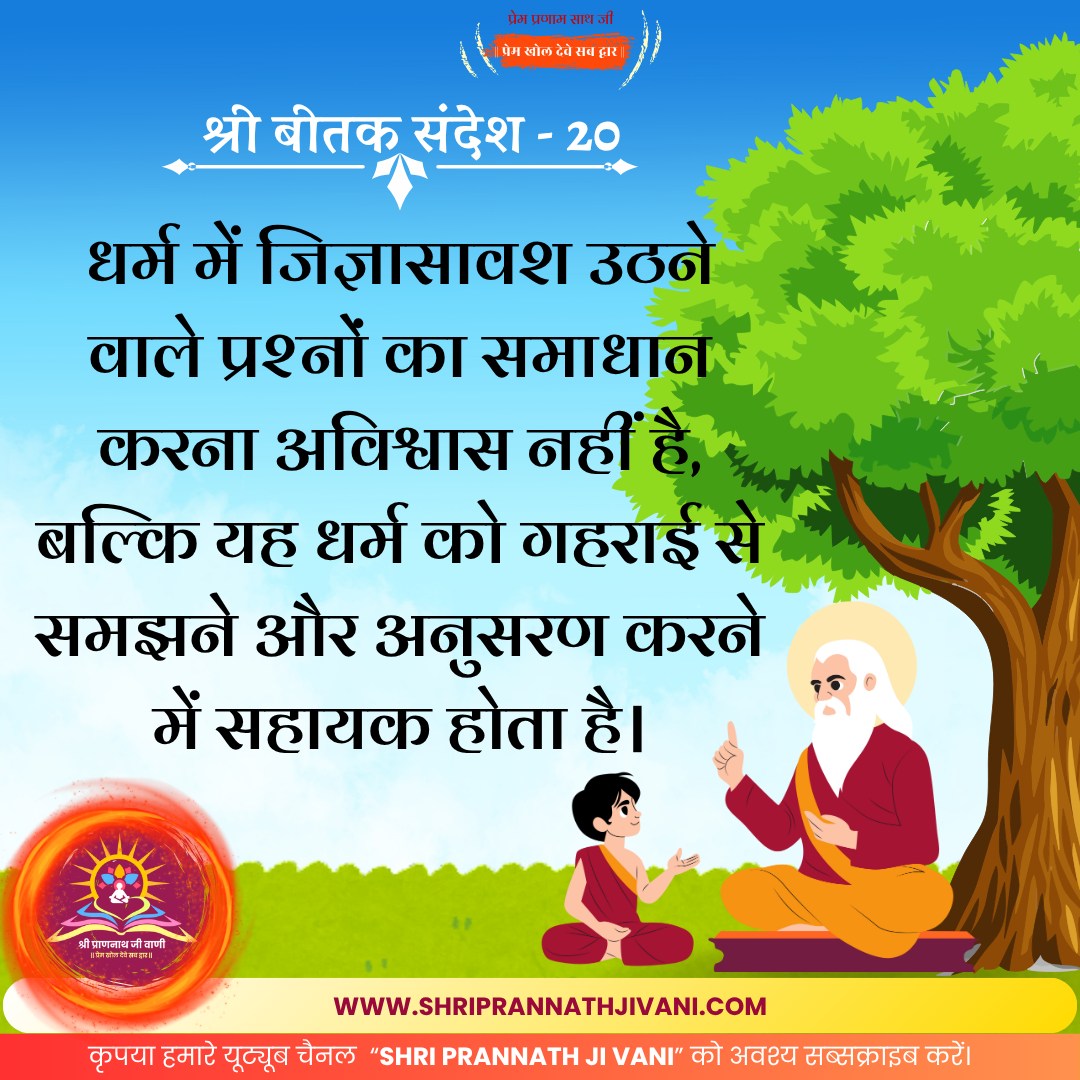 प्रेम प्रणाम साथ जी
॥ प्रेम खोल देवे सब द्वार ॥
श्री बीतक संदेश - 20
धर्म में जिज्ञासावश उठने
वाले प्रश्नों का समाधान
करना अविश्वास नहीं है,
बल्कि यह धर्म को गहराई से
समझने और अनुसरण करने
में सहायक होता है।
श्री प्राणनाथ जी वाणी
॥ प्रेम खोल देवे सब द्वार ॥
WWW.SHRIPRANNATHJIVANI.COM
कृपया हमारे यूट्यूब चैनल “SHRI PRANNATH JI VANI” को अवश्य सब्सक्राइब करें।